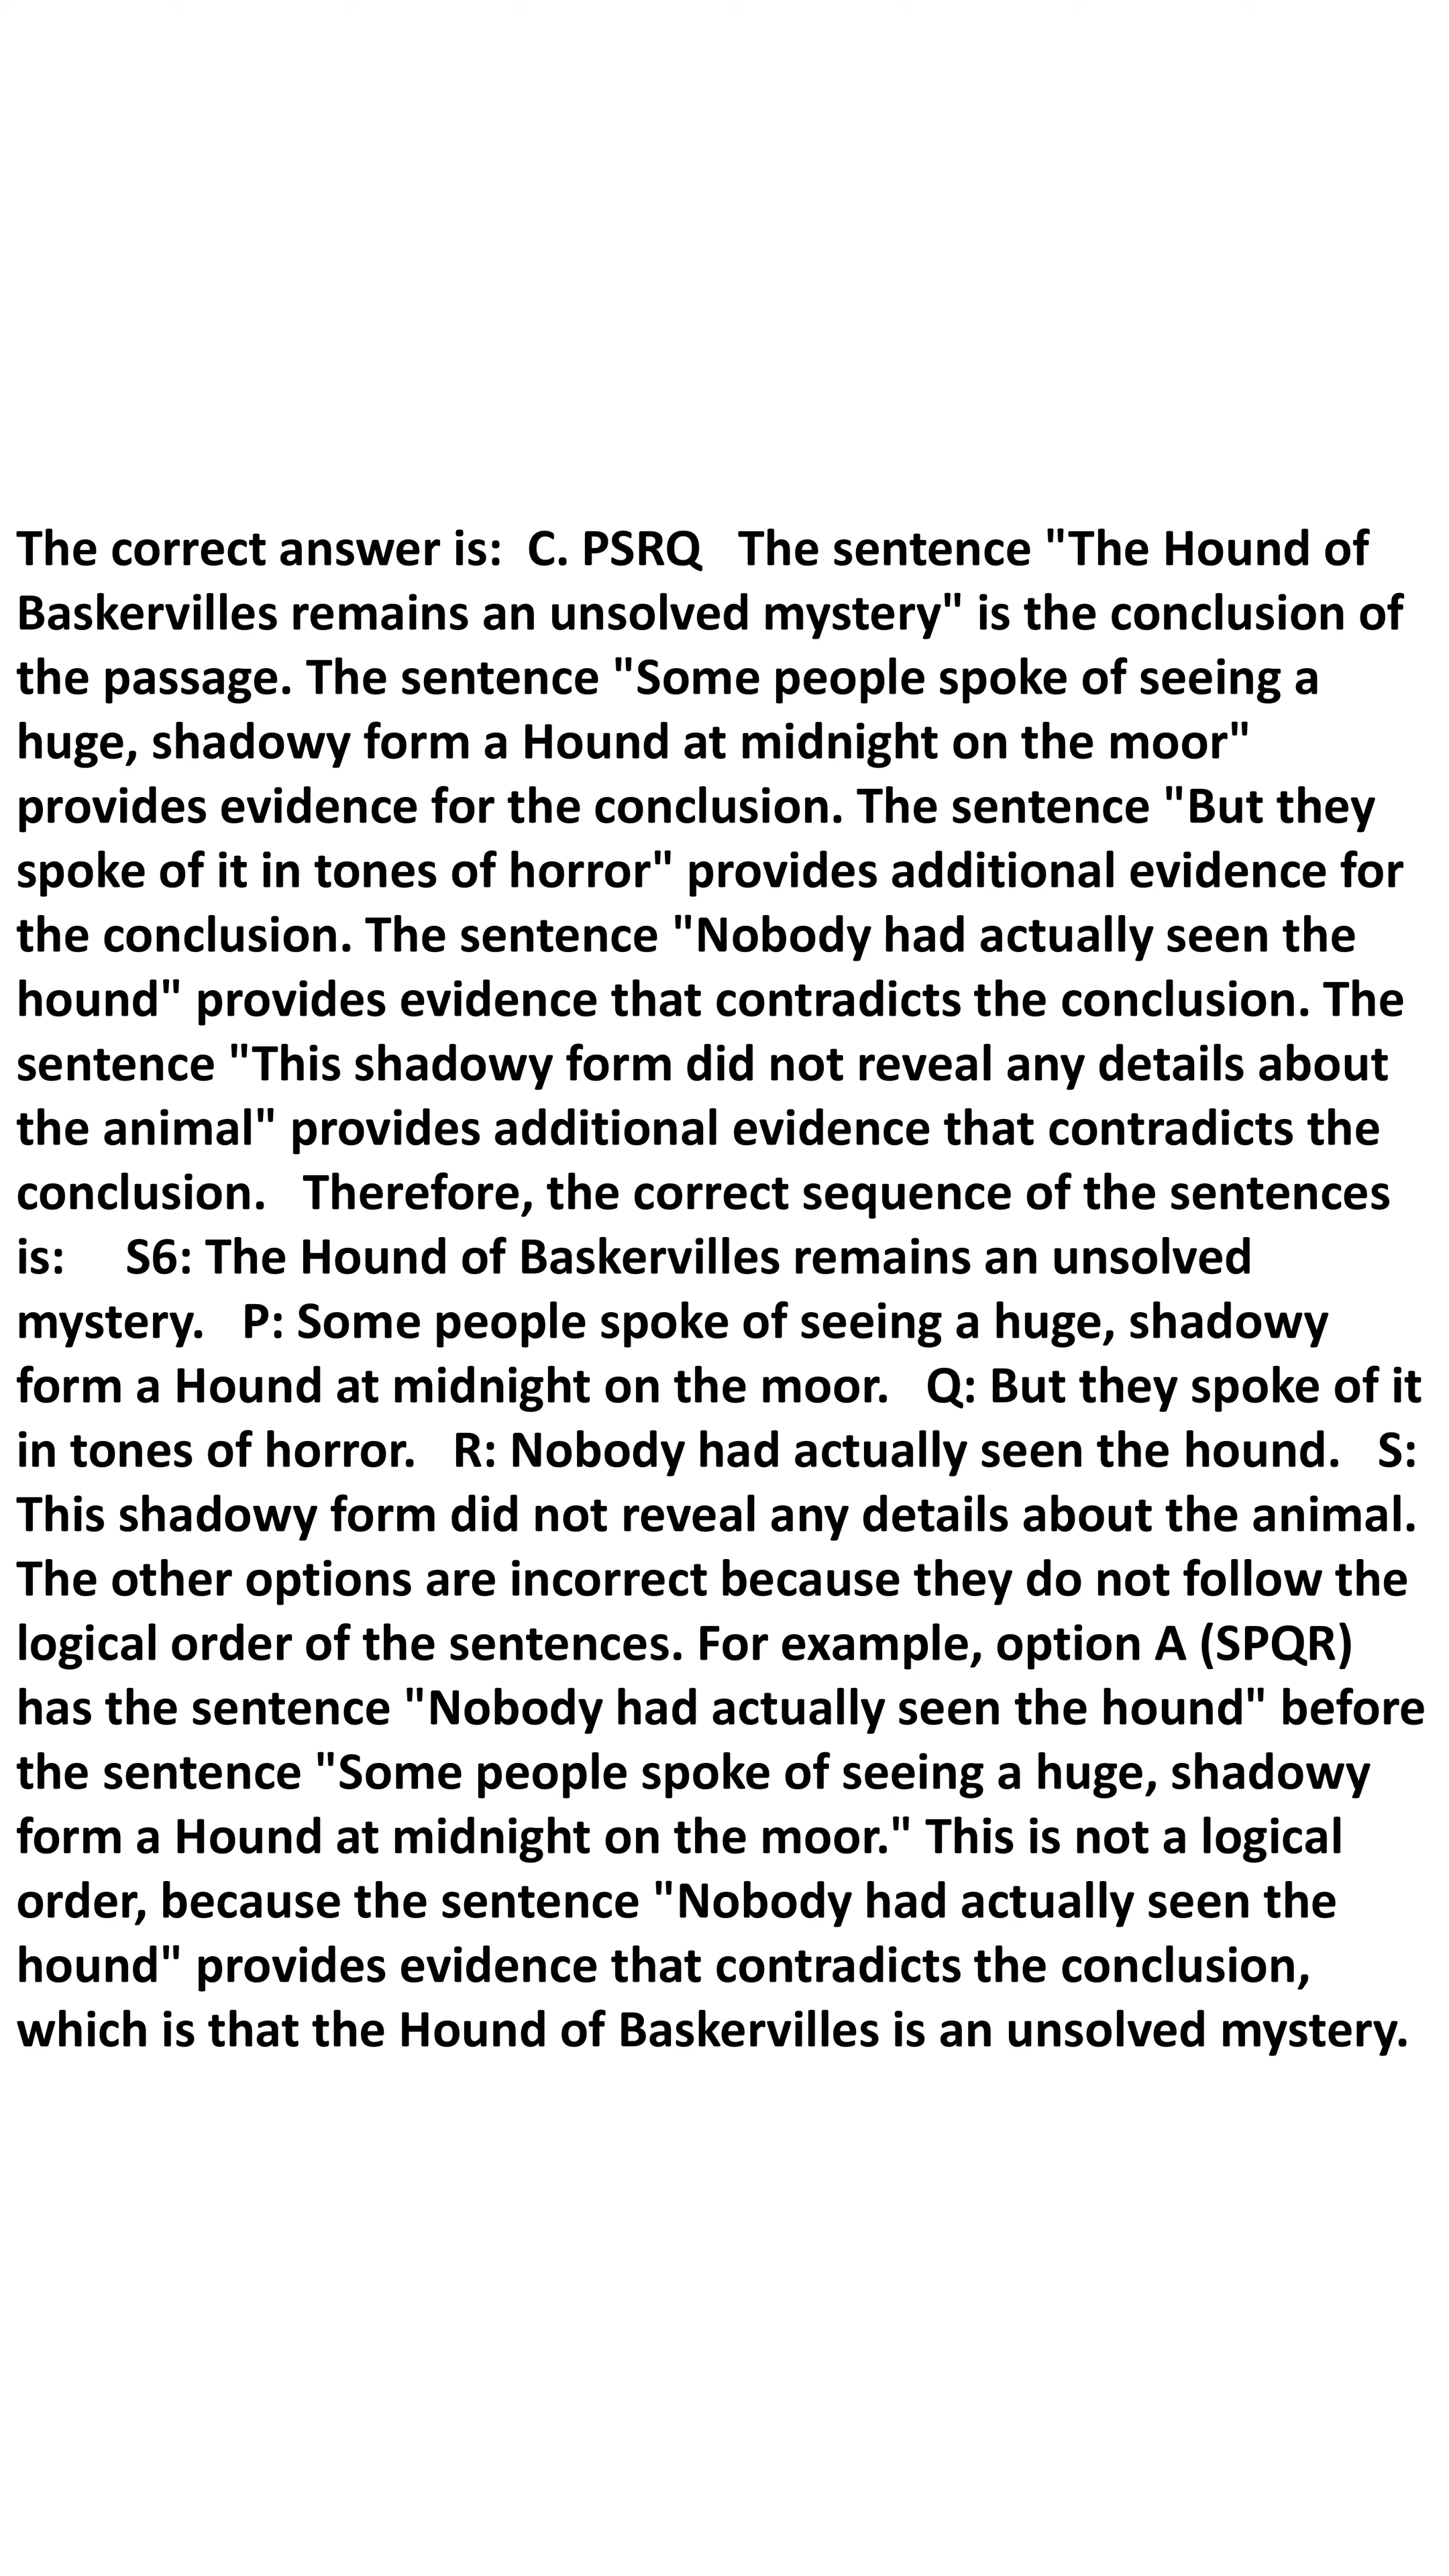 The correct answer is:  C. PSRQ   The sentence "The Hound of
Baskervilles remains an unsolved mystery" is the conclusion of
the passage. The sentence "Some people spoke of seeing a
huge, shadowy form a Hound at midnight on the moor"
provides evidence for the conclusion. The sentence "But they
spoke of it in tones of horror" provides additional evidence for
the conclusion. The sentence "Nobody had actually seen the
hound" provides evidence that contradicts the conclusion. The
sentence "This shadowy form did not reveal any details about
the animal" provides additional evidence that contradicts the
conclusion.   Therefore, the correct sequence of the sentences
is:     S6: The Hound of Baskervilles remains an unsolved
mystery.   P: Some people spoke of seeing a huge, shadowy
form a Hound at midnight on the moor.   Q: But they spoke of it
in tones of horror.   R: Nobody had actually seen the hound.   S:
This shadowy form did not reveal any details about the animal.
The other options are incorrect because they do not follow the
logical order of the sentences. For example, option A (SPQR)
has the sentence "Nobody had actually seen the hound" before
the sentence "Some people spoke of seeing a huge, shadowy
form a Hound at midnight on the moor." This is not a logical
order, because the sentence "Nobody had actually seen the
hound" provides evidence that contradicts the conclusion,
which is that the Hound of Baskervilles is an unsolved mystery.